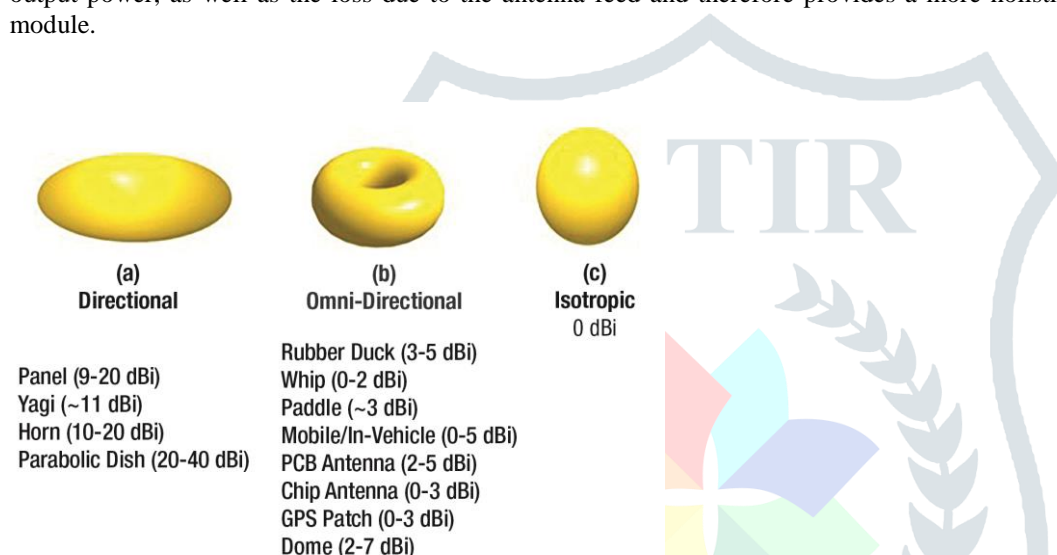 output power, as well as the loss due to the antenna feed and therefore provides a more
module.
TIR
(a)
Directional
Panel (9-20 dBi)
Yagi (~11 dBi)
Horn (10-20 dBi)
Parabolic Dish (20-40 dBi)
(b)
Omni-Directional
Rubber Duck (3-5 dBi)
Whip (0-2 dBi)
Paddle (~3 dBi)
Mobile/In-Vehicle (0-5 dBi)
PCB Antenna (2-5 dBi)
Chip Antenna (0-3 dBi)
GPS Patch (0-3 dBi)
Dome (2-7 dBi)
(c)
Isotropic
0 dBi